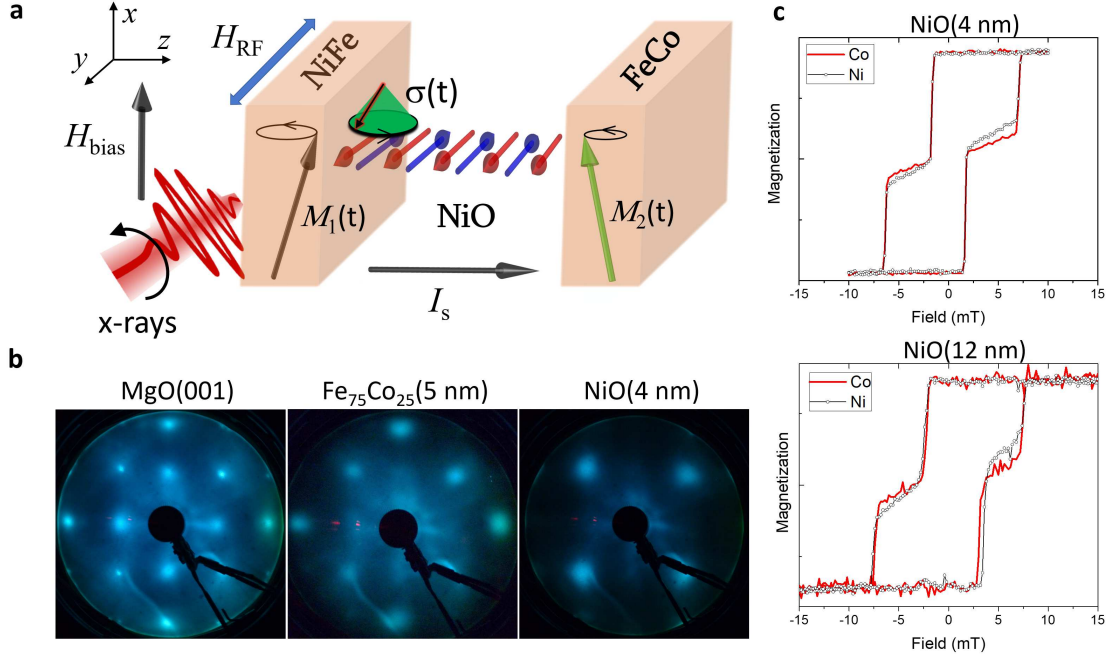 a
x
y
z
H_RF
NiFe
FeCo
σ(t)
H_bias
M_1(t)
NiO
M_2(t)
x-rays
I_s
b
MgO(001)
Fe₇₅Co₂₅(5 nm)
NiO(4 nm)
c
NiO(4 nm)
Co
Ni
Magnetization
-15 -10 -5 0 5 10 15
Field (mT)
NiO(12 nm)
Co
Ni
Magnetization
-15 -10 -5 0 5 10 15
Field (mT)